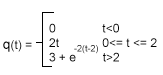 0 t<0
q(t) = 2t 0<= t <= 2
3 + e^-2(t-2) t>2